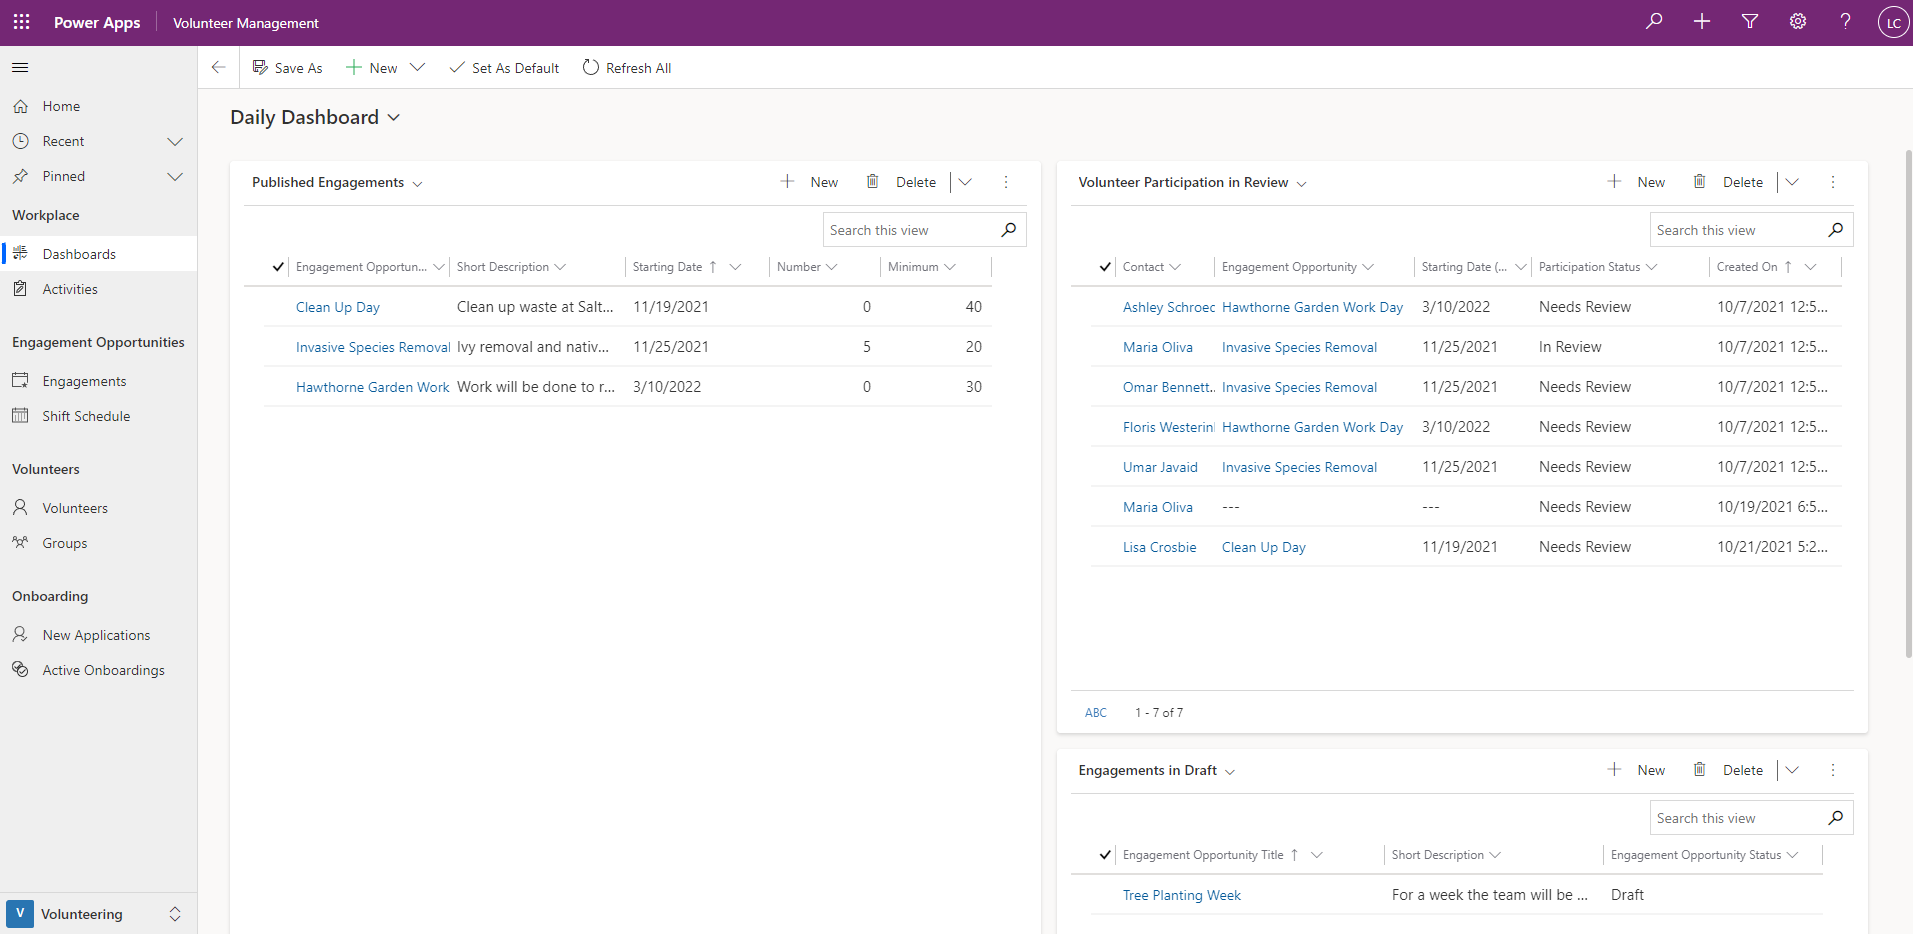 Power Apps Volunteer Management LC
Save As New Set As Default Refresh All
Home
Recent
Pinned
Workplace
Dashboards
Activities
Engagement Opportunities
Engagements
Shift Schedule
Volunteers
Volunteers
Groups
Onboarding
New Applications
Active Onboardings
V Volunteering
Daily Dashboard
Published Engagements New Delete
Search this view
Engagement Opportun... Short Description Starting Date Number Minimum
Clean Up Day Clean up waste at Salt... 11/19/2021 0 40
Invasive Species Removal Ivy removal and nativ... 11/25/2021 5 20
Hawthorne Garden Work Work will be done to r... 3/10/2022 0 30
Volunteer Participation in Review New Delete
Search this view
Contact Engagement Opportunity Starting Date (... Participation Status Created On
Ashley Schroec Hawthorne Garden Work Day 3/10/2022 Needs Review 10/7/2021 12:5...
Maria Oliva Invasive Species Removal 11/25/2021 In Review 10/7/2021 12:5...
Omar Bennett.. Invasive Species Removal 11/25/2021 Needs Review 10/7/2021 12:5...
Floris Westerin Hawthorne Garden Work Day 3/10/2022 Needs Review 10/7/2021 12:5...
Umar Javaid Invasive Species Removal 11/25/2021 Needs Review 10/7/2021 12:5...
Maria Oliva --- --- Needs Review 10/19/2021 6:5...
Lisa Crosbie Clean Up Day 11/19/2021 Needs Review 10/21/2021 5:2...
ABC 1 - 7 of 7
Engagements in Draft New Delete
Search this view
Engagement Opportunity Title Short Description Engagement Opportunity Status
Tree Planting Week For a week the team will be ... Draft